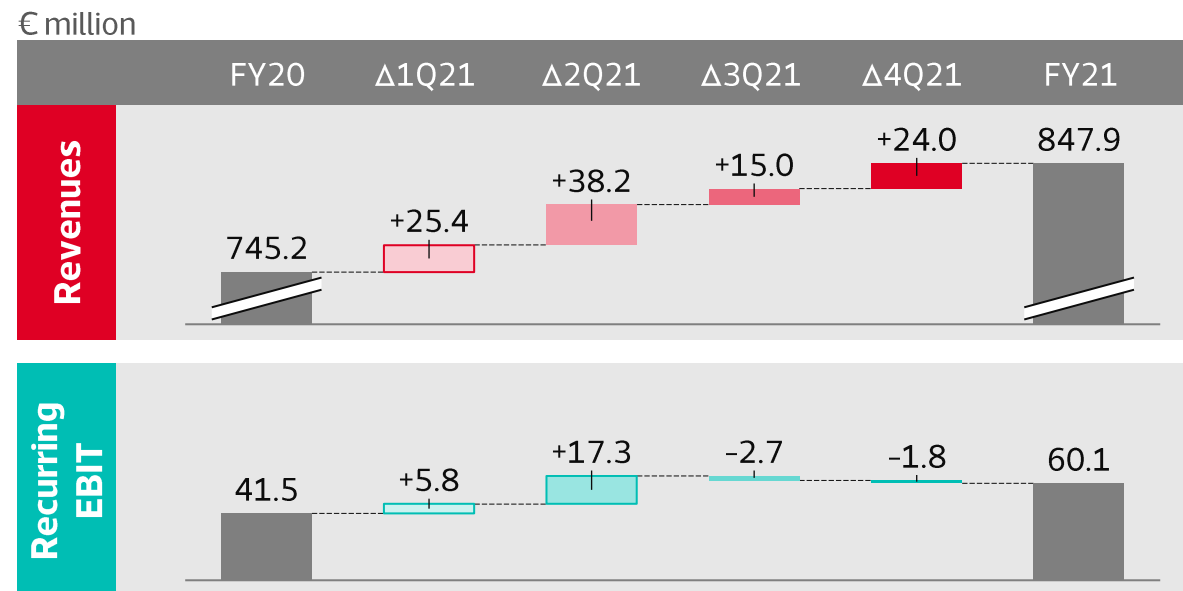 € million
FY20 Δ1Q21 Δ2Q21 Δ3Q21 Δ4Q21 FY21
Revenues
745.2 +25.4 +38.2 +15.0 +24.0 847.9
Recurring
EBIT
41.5 +5.8 +17.3 –2.7 –1.8 60.1